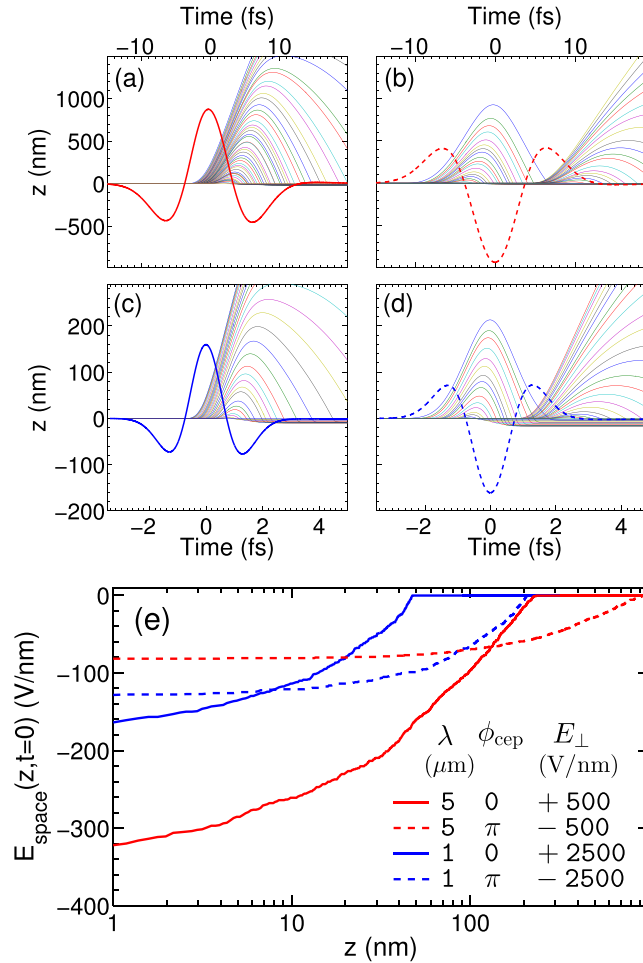 Time (fs) Time (fs)
−10 0 10 −10 0 10
(a) (b)
z (nm)
1000
500
0
−500
(c) (d)
z (nm)
200
100
0
−100
−200
−2 0 2 4 −2 0 2 4
Time (fs) Time (fs)
(e)
E_space(z,t=0) (V/nm)
0
−100
−200
−300
−400
λ ϕ_cep E_⊥
(μm) (V/nm)
5 0 + 500
5 π − 500
1 0 + 2500
1 π − 2500
1 10 100
z (nm)